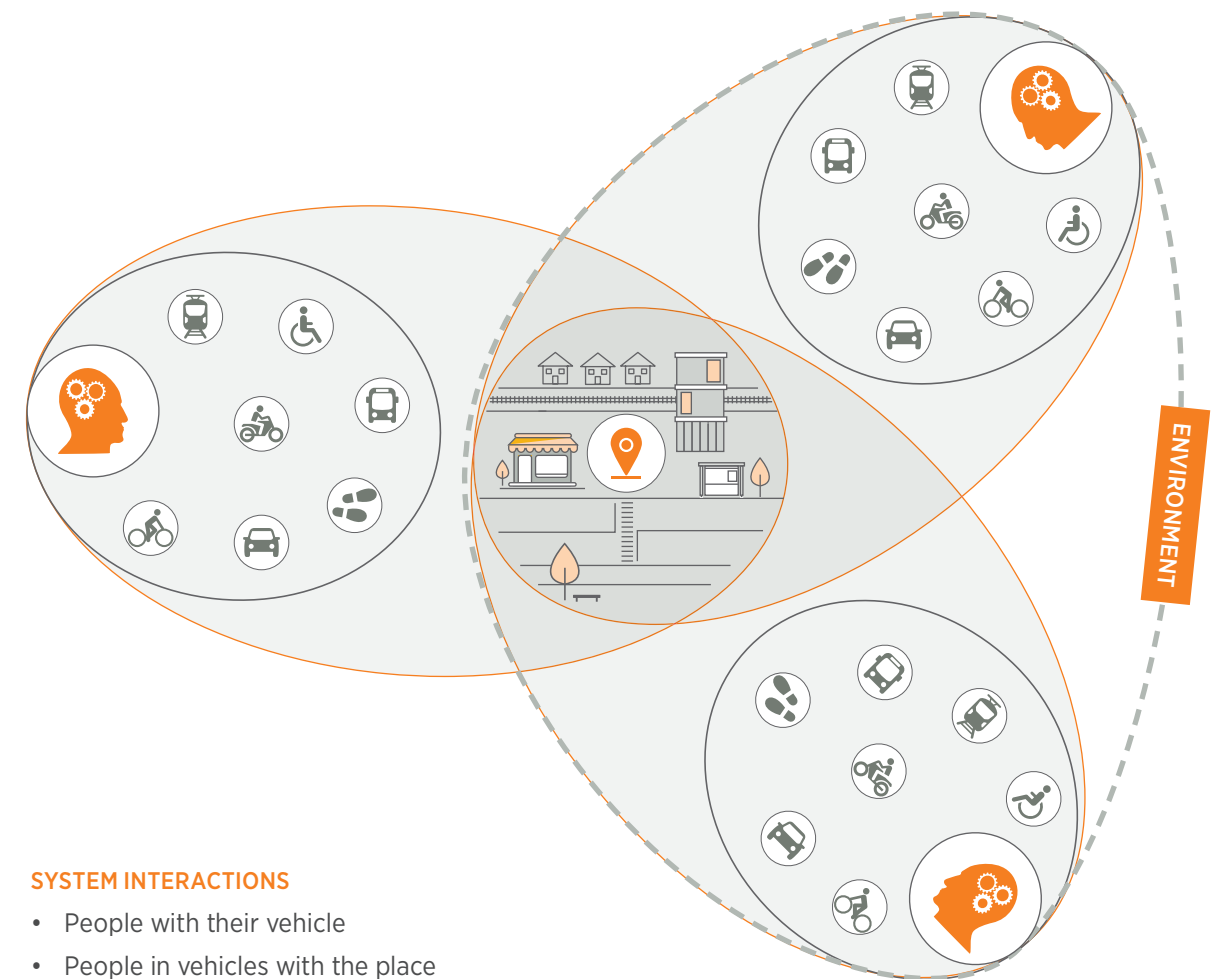 ENVIRONMENT
SYSTEM INTERACTIONS
• People with their vehicle
• People in vehicles with the place